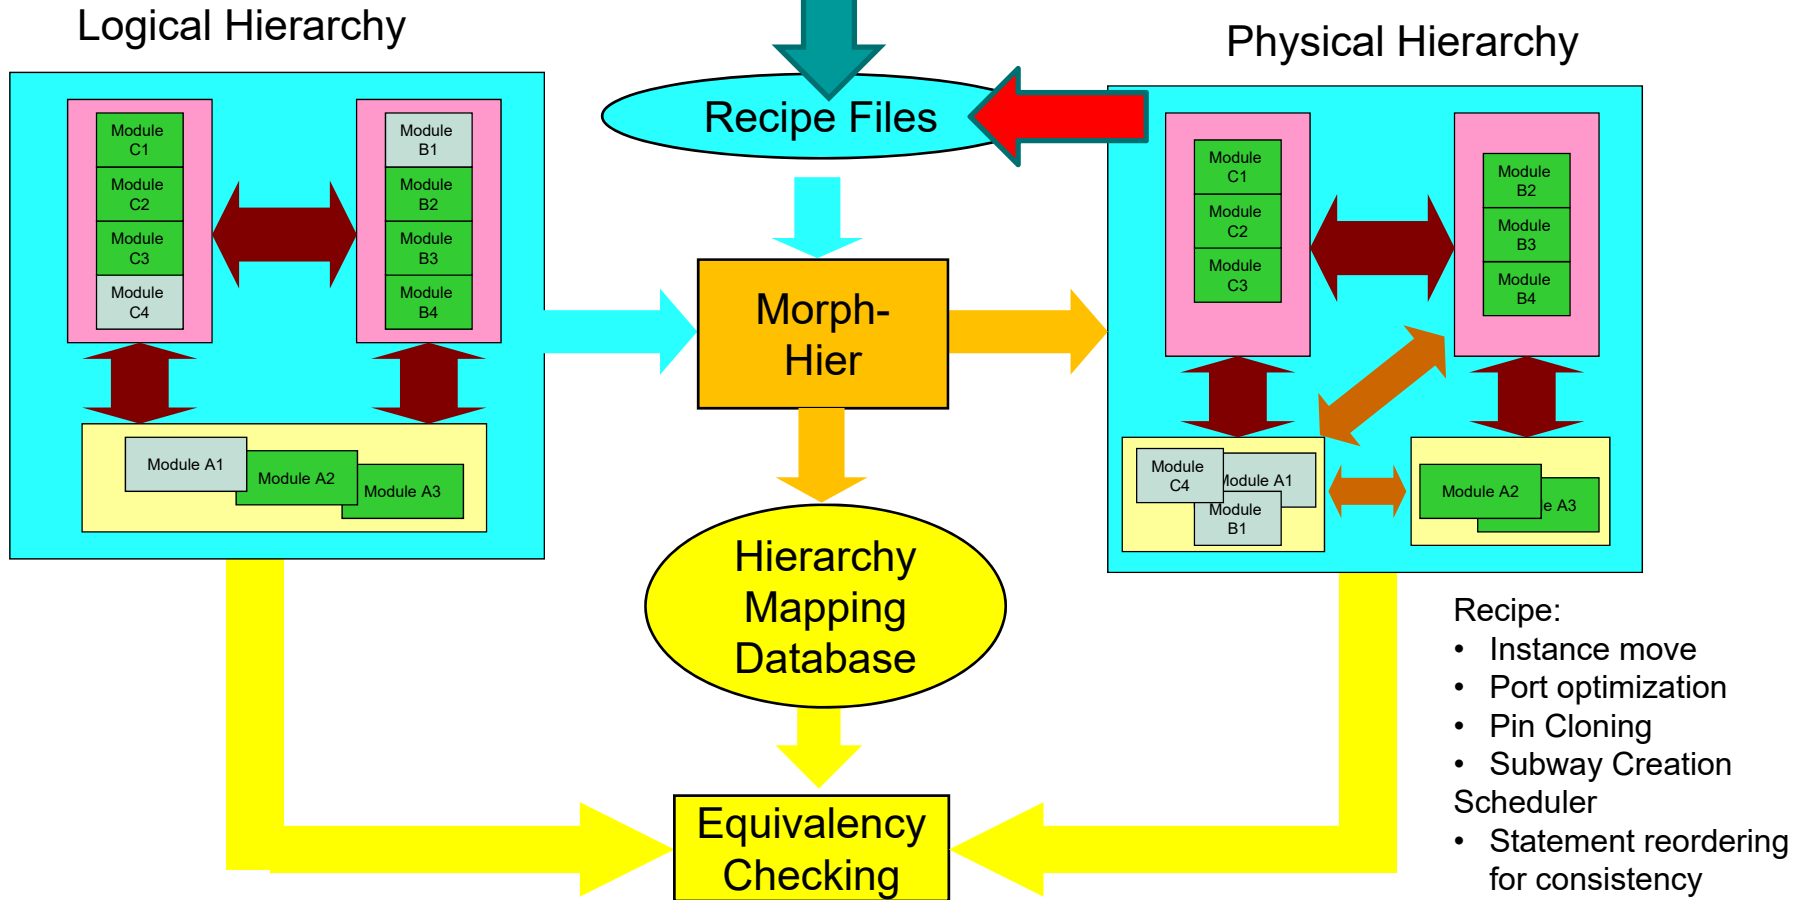 Logical Hierarchy
Physical Hierarchy
Recipe Files
Module
C1
Module
C2
Module
C3
Module
C4
Module
B1
Module
B2
Module
B3
Module
B4
Module A1
Module A2
Module A3
Morph-
Hier
Hierarchy
Mapping
Database
Equivalency
Checking
Module
C1
Module
C2
Module
C3
Module
B2
Module
B3
Module
B4
Module
C4
Module A1
Module
B1
Module A2
e A3
Recipe:
• Instance move
• Port optimization
• Pin Cloning
• Subway Creation
Scheduler
• Statement reordering
for consistency